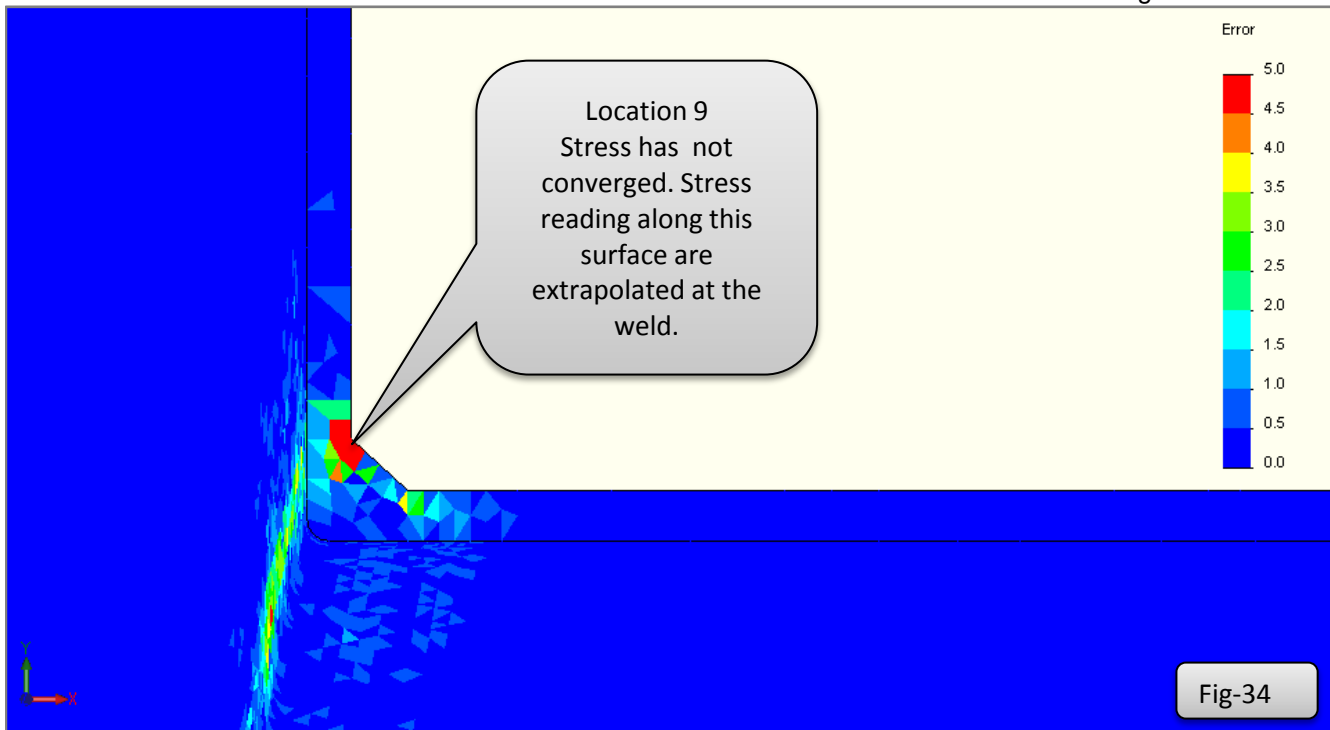 Error
5.0
4.5
4.0
3.5
3.0
2.5
2.0
1.5
1.0
0.5
0.0
Location 9
Stress has not
converged. Stress
reading along this
surface are
extrapolated at the
weld.
Y
X
Fig-34